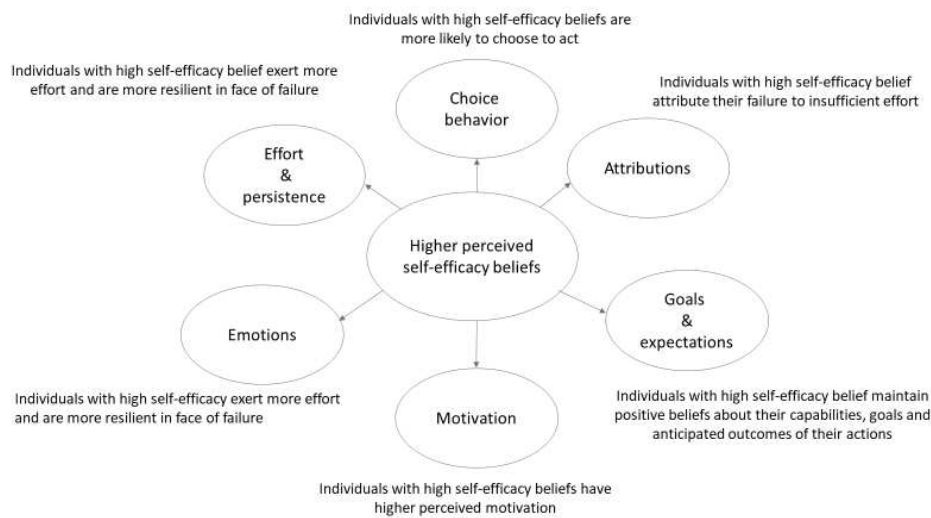 Individuals with high self-efficacy beliefs are
more likely to choose to act
Individuals with high self-efficacy belief exert more
effort and are more resilient in face of failure
Individuals with high self-efficacy belief
attribute their failure to insufficient effort
Choice
behavior
Effort
&
persistence
Attributions
Higher perceived
self-efficacy beliefs
Goals
&
expectations
Emotions
Individuals with high self-efficacy exert more effort
and are more resilient in face of failure
Individuals with high self-efficacy belief maintain
positive beliefs about their capabilities, goals and
anticipated outcomes of their actions
Motivation
Individuals with high self-efficacy beliefs have
higher perceived motivation